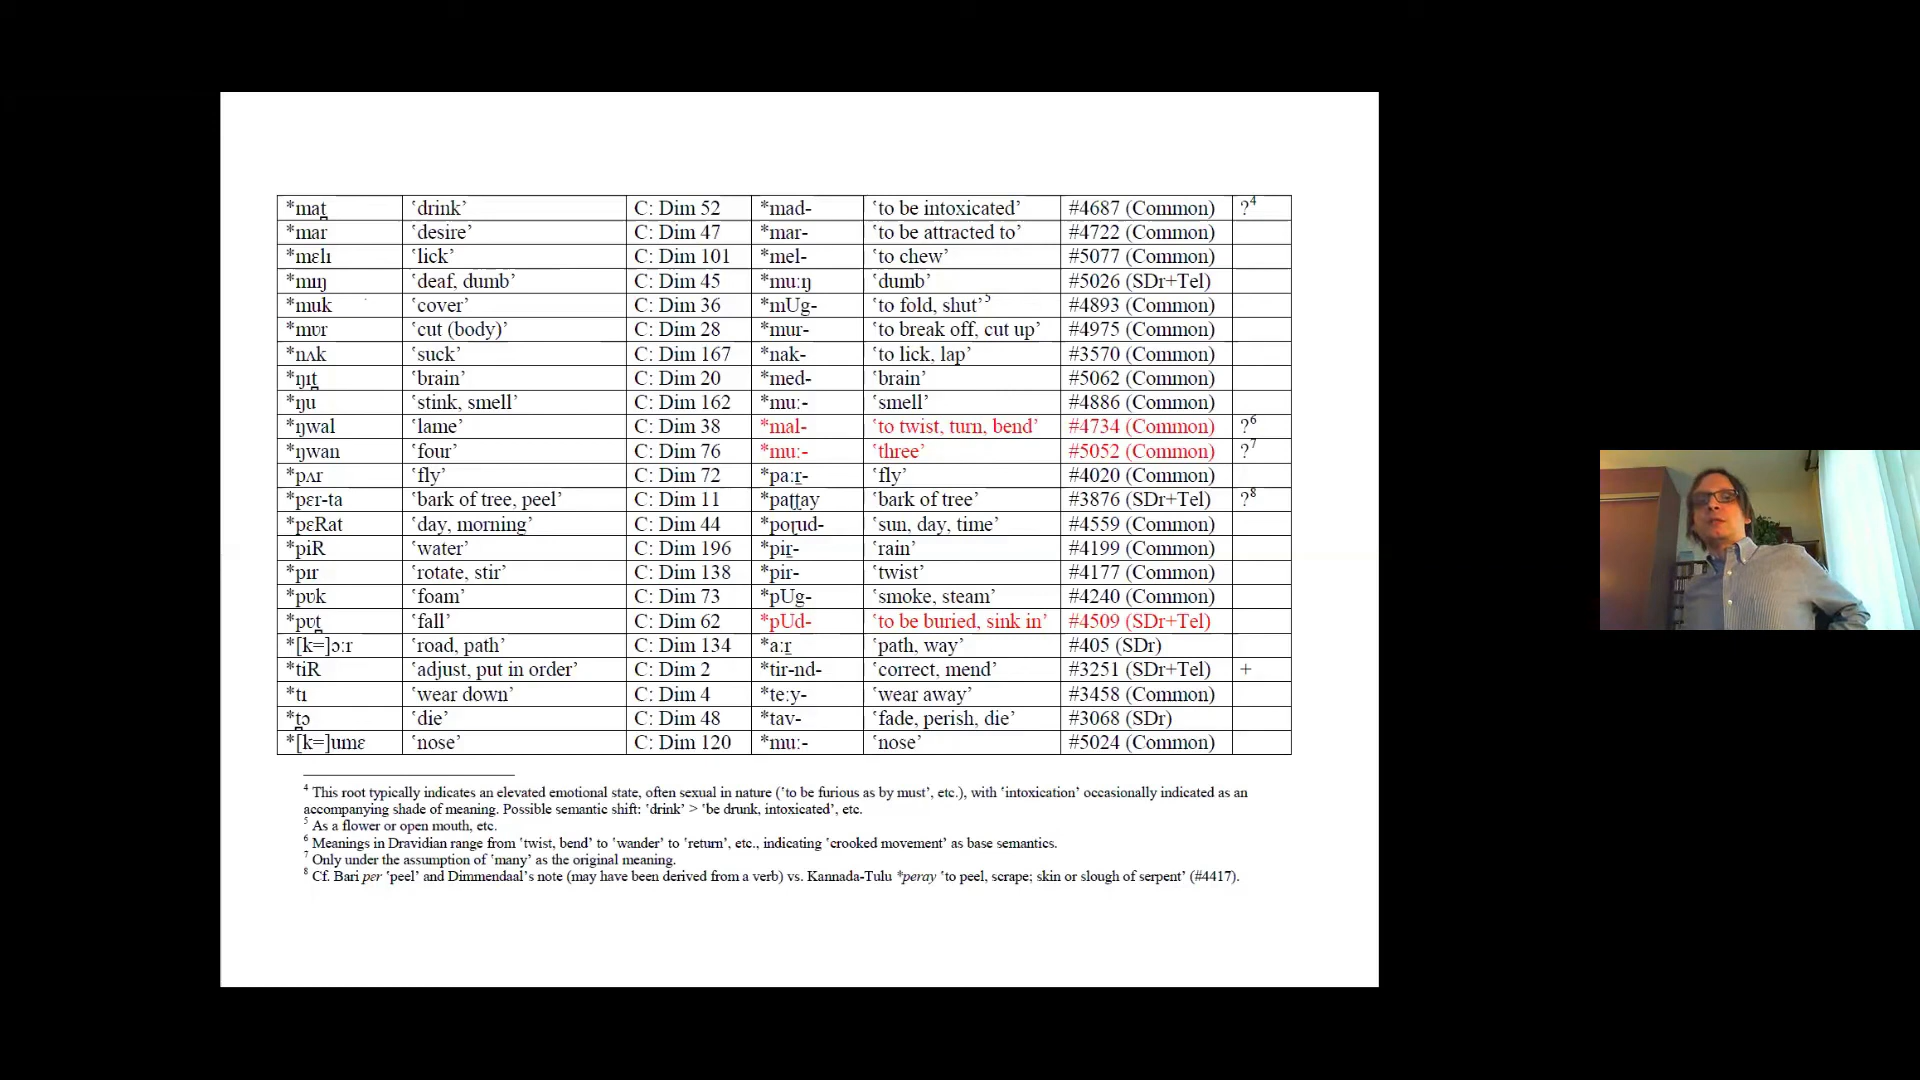 *mat̪ ‘drink’ C: Dim 52 *mad- ‘to be intoxicated’ #4687 (Common) ?4
*mar ‘desire’ C: Dim 47 *mar- ‘to be attracted to’ #4722 (Common)
*mɛlɪ ‘lick’ C: Dim 101 *mel- ‘to chew’ #5077 (Common)
*mɪŋ ‘deaf, dumb’ C: Dim 45 *muːŋ ‘dumb’ #5026 (SDr+Tel)
*muk ‘cover’ C: Dim 36 *mUg- ‘to fold, shut’5 #4893 (Common)
*mʊr ‘cut (body)’ C: Dim 28 *mur- ‘to break off, cut up’ #4975 (Common)
*nʌk ‘suck’ C: Dim 167 *nak- ‘to lick, lap’ #3570 (Common)
*ŋɪt̪ ‘brain’ C: Dim 20 *med- ‘brain’ #5062 (Common)
*ŋu ‘stink, smell’ C: Dim 162 *muː- ‘smell’ #4886 (Common)
*ŋwal ‘lame’ C: Dim 38 *mal- ‘to twist, turn, bend’ #4734 (Common) ?6
*ŋwan ‘four’ C: Dim 76 *muː- ‘three’ #5052 (Common) ?7
*pʌr ‘fly’ C: Dim 72 *paːṟ- ‘fly’ #4020 (Common)
*pɛr-ta ‘bark of tree, peel’ C: Dim 11 *paʈʈay ‘bark of tree’ #3876 (SDr+Tel) ?8
*pɛRat ‘day, morning’ C: Dim 44 *poɻud- ‘sun, day, time’ #4559 (Common)
*piR ‘water’ C: Dim 196 *piṟ- ‘rain’ #4199 (Common)
*pɪr ‘rotate, stir’ C: Dim 138 *pir- ‘twist’ #4177 (Common)
*pʊk ‘foam’ C: Dim 73 *pUg- ‘smoke, steam’ #4240 (Common)
*pʊt̪ ‘fall’ C: Dim 62 *pUd- ‘to be buried, sink in’ #4509 (SDr+Tel)
*[k=]ɔːr ‘road, path’ C: Dim 134 *aːṟ ‘path, way’ #405 (SDr)
*tiR ‘adjust, put in order’ C: Dim 2 *tir-nd- ‘correct, mend’ #3251 (SDr+Tel) +
*tɪ ‘wear down’ C: Dim 4 *teːy- ‘wear away’ #3458 (Common)
*t̪ɔ ‘die’ C: Dim 48 *tav- ‘fade, perish, die’ #3068 (SDr)
*[k=]umɛ ‘nose’ C: Dim 120 *muː- ‘nose’ #5024 (Common)
4 This root typically indicates an elevated emotional state, often sexual in nature (‘to be furious as by must’, etc.), with ‘intoxication’ occasionally indicated as an
accompanying shade of meaning. Possible semantic shift: ‘drink’ > ‘be drunk, intoxicated’, etc.
5 As a flower or open mouth, etc.
6 Meanings in Dravidian range from ‘twist, bend’ to ‘wander’ to ‘return’, etc., indicating ‘crooked movement’ as base semantics.
7 Only under the assumption of ‘many’ as the original meaning.
8 Cf. Bari per ‘peel’ and Dimmendaal’s note (may have been derived from a verb) vs. Kannada-Tulu *peray ‘to peel, scrape; skin or slough of serpent’ (#4417).